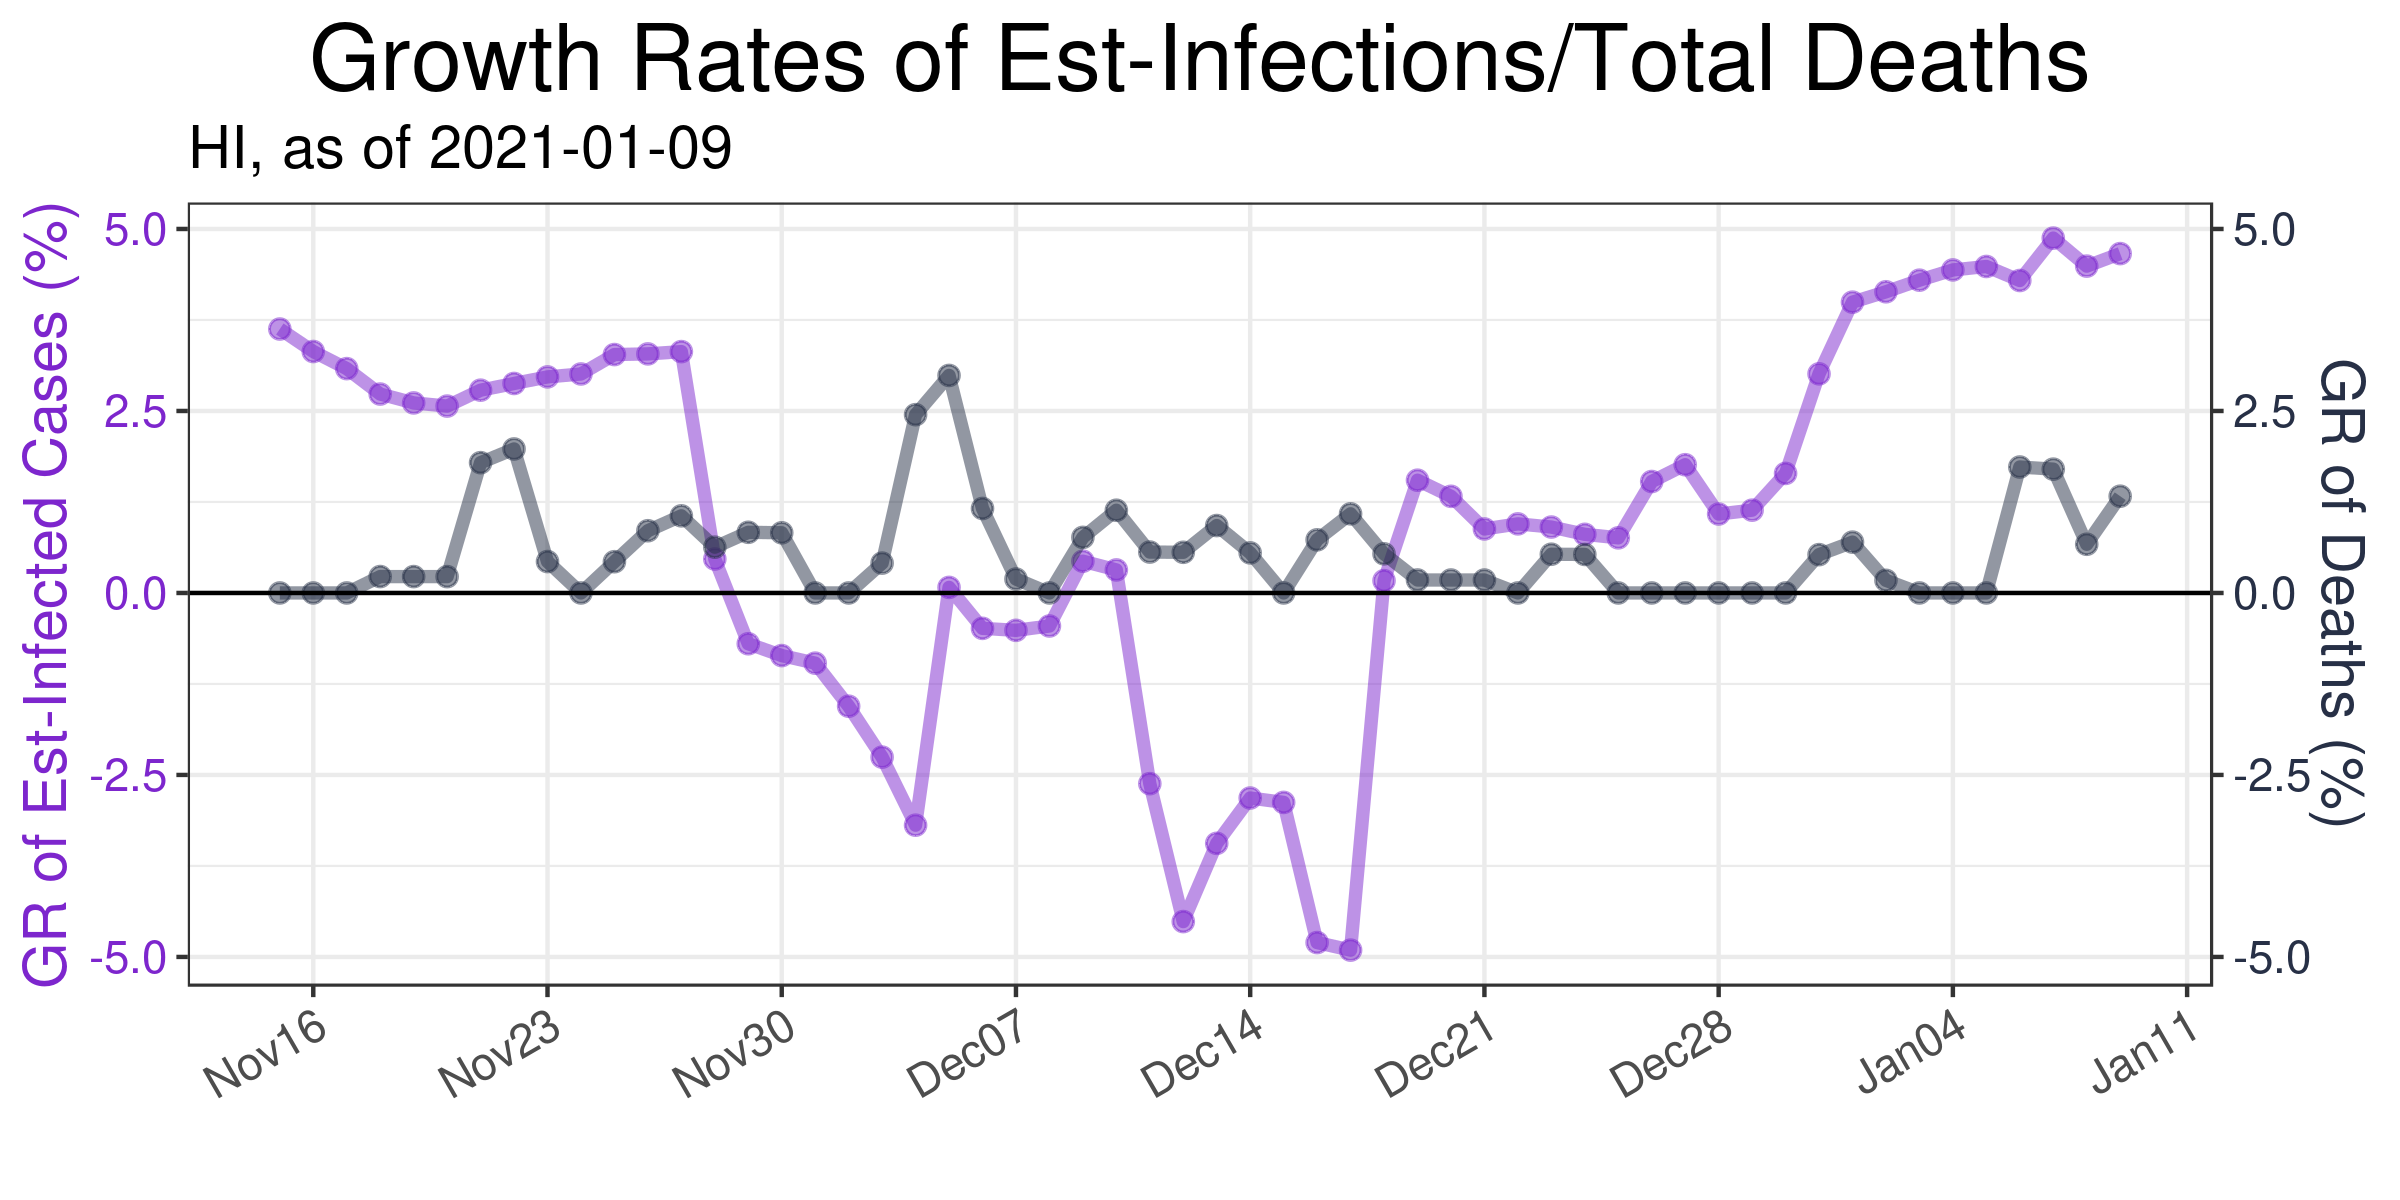 Growth Rates of Est-Infections/Total Deaths
HI, as of 2021-01-09
GR of Est-Infected Cases (%)
5.0
2.5
0.0
-2.5
-5.0
5.0
2.5
0.0
-2.5
-5.0
GR of Deaths (%)
Nov16
Nov23
Nov30
Dec07
Dec14
Dec21
Dec28
Jan04
Jan11